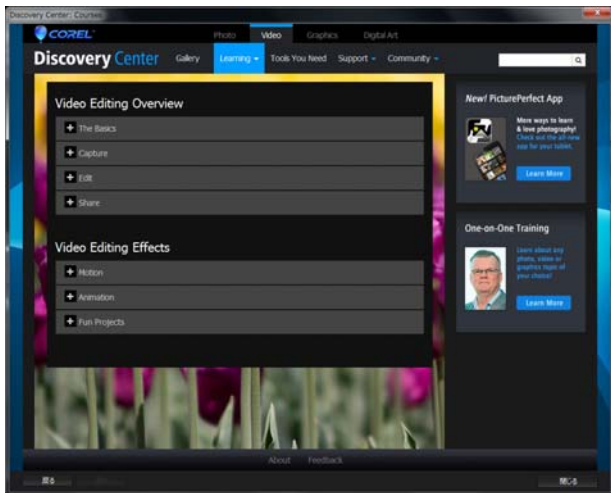 Discovery Center: Courses
COREL
Photo Video Graphics Digital Art
Discovery Center Gallery Learning Tools You Need Support Community
Video Editing Overview
The Basics
Capture
Edit
Share
Video Editing Effects
Motion
Animation
Fun Projects
New! PicturePerfect App
More ways to learn
& love photography!
Check out the all-new
app for your tablet.
Learn More
One-on-One Training
Learn about any
photo, video or
graphics topic of
your choice!
Learn More
About Feedback
戻る 閉じる